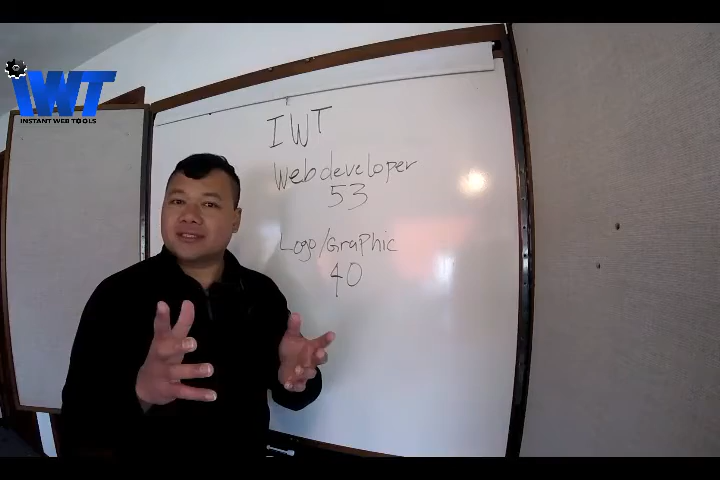 IWT
INSTANT WEB TOOLS
IWT
Webdeveloper
53
Logo/Graphic
40